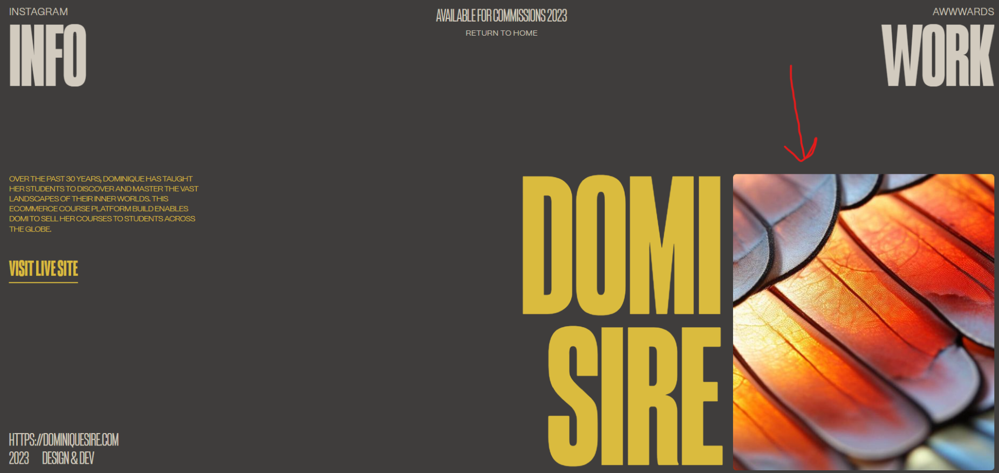 INSTAGRAM
INFO
AVAILABLE FOR COMMISSIONS 2023
RETURN TO HOME
AWWWARDS
WORK
OVER THE PAST 30 YEARS, DOMINIQUE HAS TAUGHT
HER STUDENTS TO DISCOVER AND MASTER THE VAST
LANDSCAPES OF THEIR INNER WORLDS. THIS
ECOMMERCE COURSE PLATFORM BUILD ENABLES
DOMI TO SELL HER COURSES TO STUDENTS ACROSS
THE GLOBE.
VISIT LIVE SITE
DOMI
SIRE
HTTPS://DOMINIQUESIRE.COM
2023 DESIGN & DEV